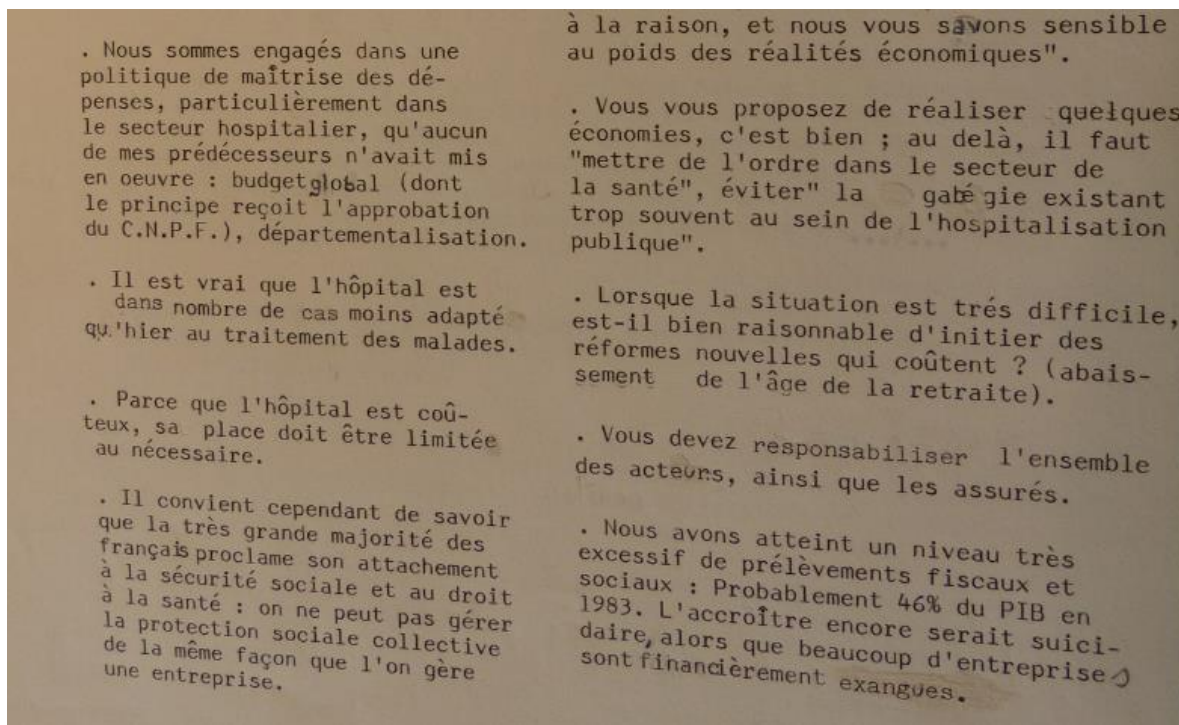 . Nous sommes engagés dans une
politique de maîtrise des dé-
penses, particulièrement dans
le secteur hospitalier, qu'aucun
de mes prédécesseurs n'avait mis
en oeuvre : budget global (dont
le principe reçoit l'approbation
du C.N.P.F.), départementalisation.
. Il est vrai que l'hôpital est
dans nombre de cas moins adapté
qu'hier au traitement des malades.
. Parce que l'hôpital est coû-
teux, sa place doit être limitée
au nécessaire.
. Il convient cependant de savoir
que la très grande majorité des
français proclame son attachement
à la sécurité sociale et au droit
à la santé : on ne peut pas gérer
la protection sociale collective
de la même façon que l'on gère
une entreprise.
à la raison, et nous vous savons sensible
au poids des réalités économiques".
. Vous vous proposez de réaliser quelques
économies, c'est bien ; au delà, il faut
"mettre de l'ordre dans le secteur de
la santé", éviter" la gabégie existant
trop souvent au sein de l'hospitalisation
publique".
. Lorsque la situation est trés difficile,
est-il bien raisonnable d'initier des
réformes nouvelles qui coûtent ? (abais-
sement de l'âge de la retraite).
. Vous devez responsabiliser l'ensemble
des acteurs, ainsi que les assurés.
. Nous avons atteint un niveau très
excessif de prélèvements fiscaux et
sociaux : Probablement 46% du PIB en
1983. L'accroître encore serait suici-
daire, alors que beaucoup d'entreprises
sont financièrement exangues.